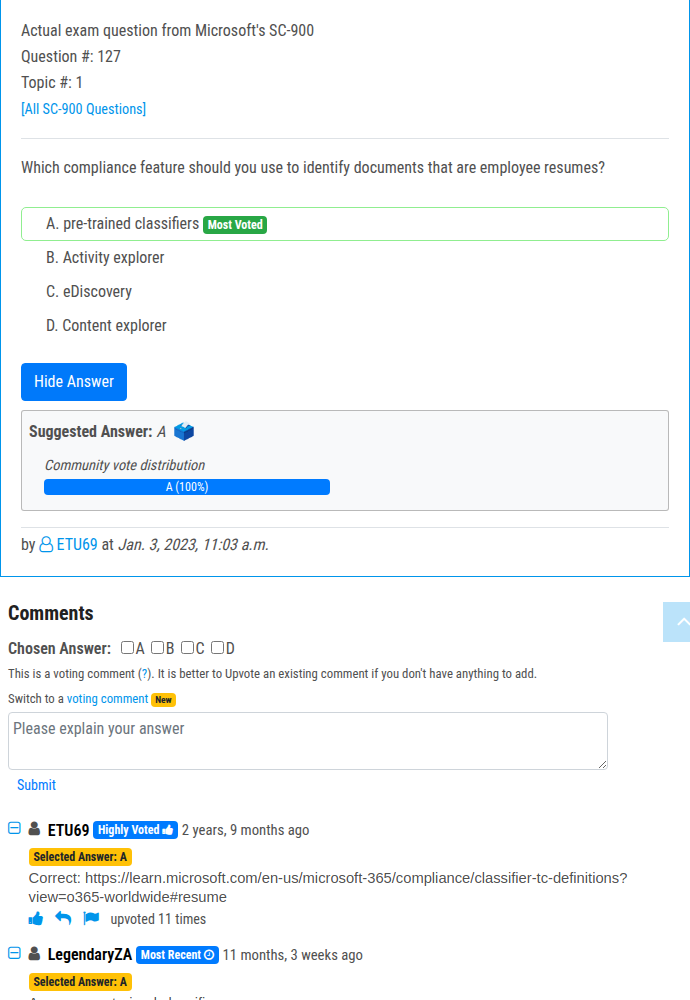 Actual exam question from Microsoft's SC-900
Question #: 127
Topic #: 1
[All SC-900 Questions]
Which compliance feature should you use to identify documents that are employee resumes?
A. pre-trained classifiers Most Voted
B. Activity explorer
C. eDiscovery
D. Content explorer
Hide Answer
Suggested Answer: A
Community vote distribution
A (100%)
by ETU69 at Jan. 3, 2023, 11:03 a.m.
Comments
Chosen Answer: A B C D
This is a voting comment (?). It is better to Upvote an existing comment if you don't have anything to add.
Switch to a voting comment New
Please explain your answer
Submit
ETU69 Highly Voted 2 years, 9 months ago
Selected Answer: A
Correct: https://learn.microsoft.com/en-us/microsoft-365/compliance/classifier-tc-definitions?
view=o365-worldwide#resume
upvoted 11 times
LegendaryZA Most Recent 11 months, 3 weeks ago
Selected Answer: A